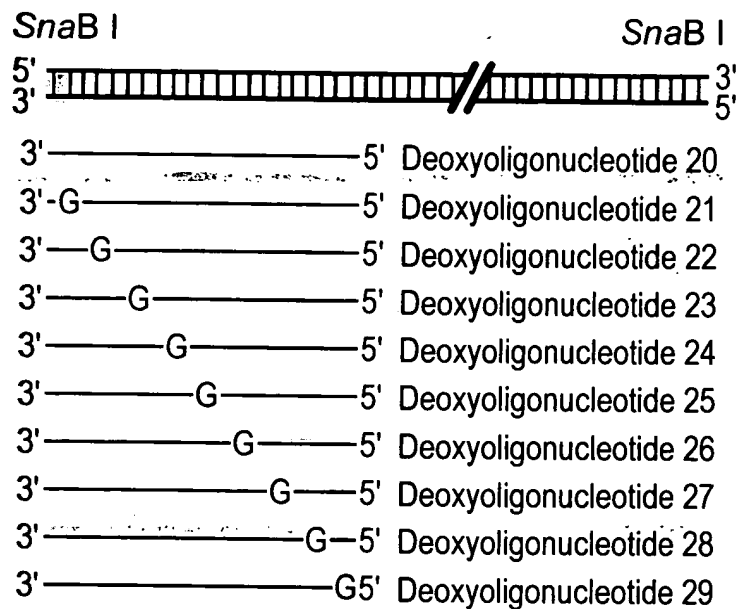 SnaB I SnaB I
5' 3'
3' 5'
3' 5' Deoxyoligonucleotide 20
3' G 5' Deoxyoligonucleotide 21
3' G 5' Deoxyoligonucleotide 22
3' G 5' Deoxyoligonucleotide 23
3' G 5' Deoxyoligonucleotide 24
3' G 5' Deoxyoligonucleotide 25
3' G 5' Deoxyoligonucleotide 26
3' G 5' Deoxyoligonucleotide 27
3' G 5' Deoxyoligonucleotide 28
3' G5' Deoxyoligonucleotide 29